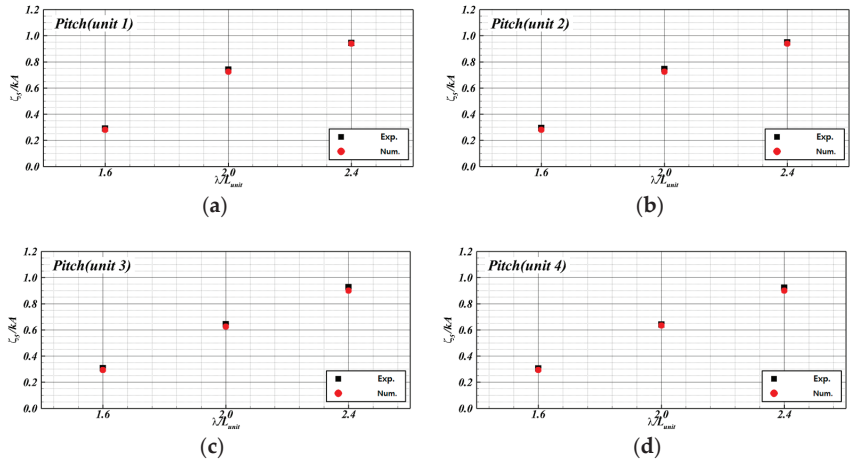 Pitch(unit 1)
1.2
1.0
0.8
0.6
0.4
0.2
0.0
ζ₃₅/kA
1.6
2.0
2.4
λ/L_unit
Exp.
Num.
(a)
Pitch(unit 2)
1.2
1.0
0.8
0.6
0.4
0.2
0.0
ζ₃₅/kA
1.6
2.0
2.4
λ/L_unit
Exp.
Num.
(b)
Pitch(unit 3)
1.2
1.0
0.8
0.6
0.4
0.2
0.0
ζ₃₅/kA
1.6
2.0
2.4
λ/L_unit
Exp.
Num.
(c)
Pitch(unit 4)
1.2
1.0
0.8
0.6
0.4
0.2
0.0
ζ₃₅/kA
1.6
2.0
2.4
λ/L_unit
Exp.
Num.
(d)